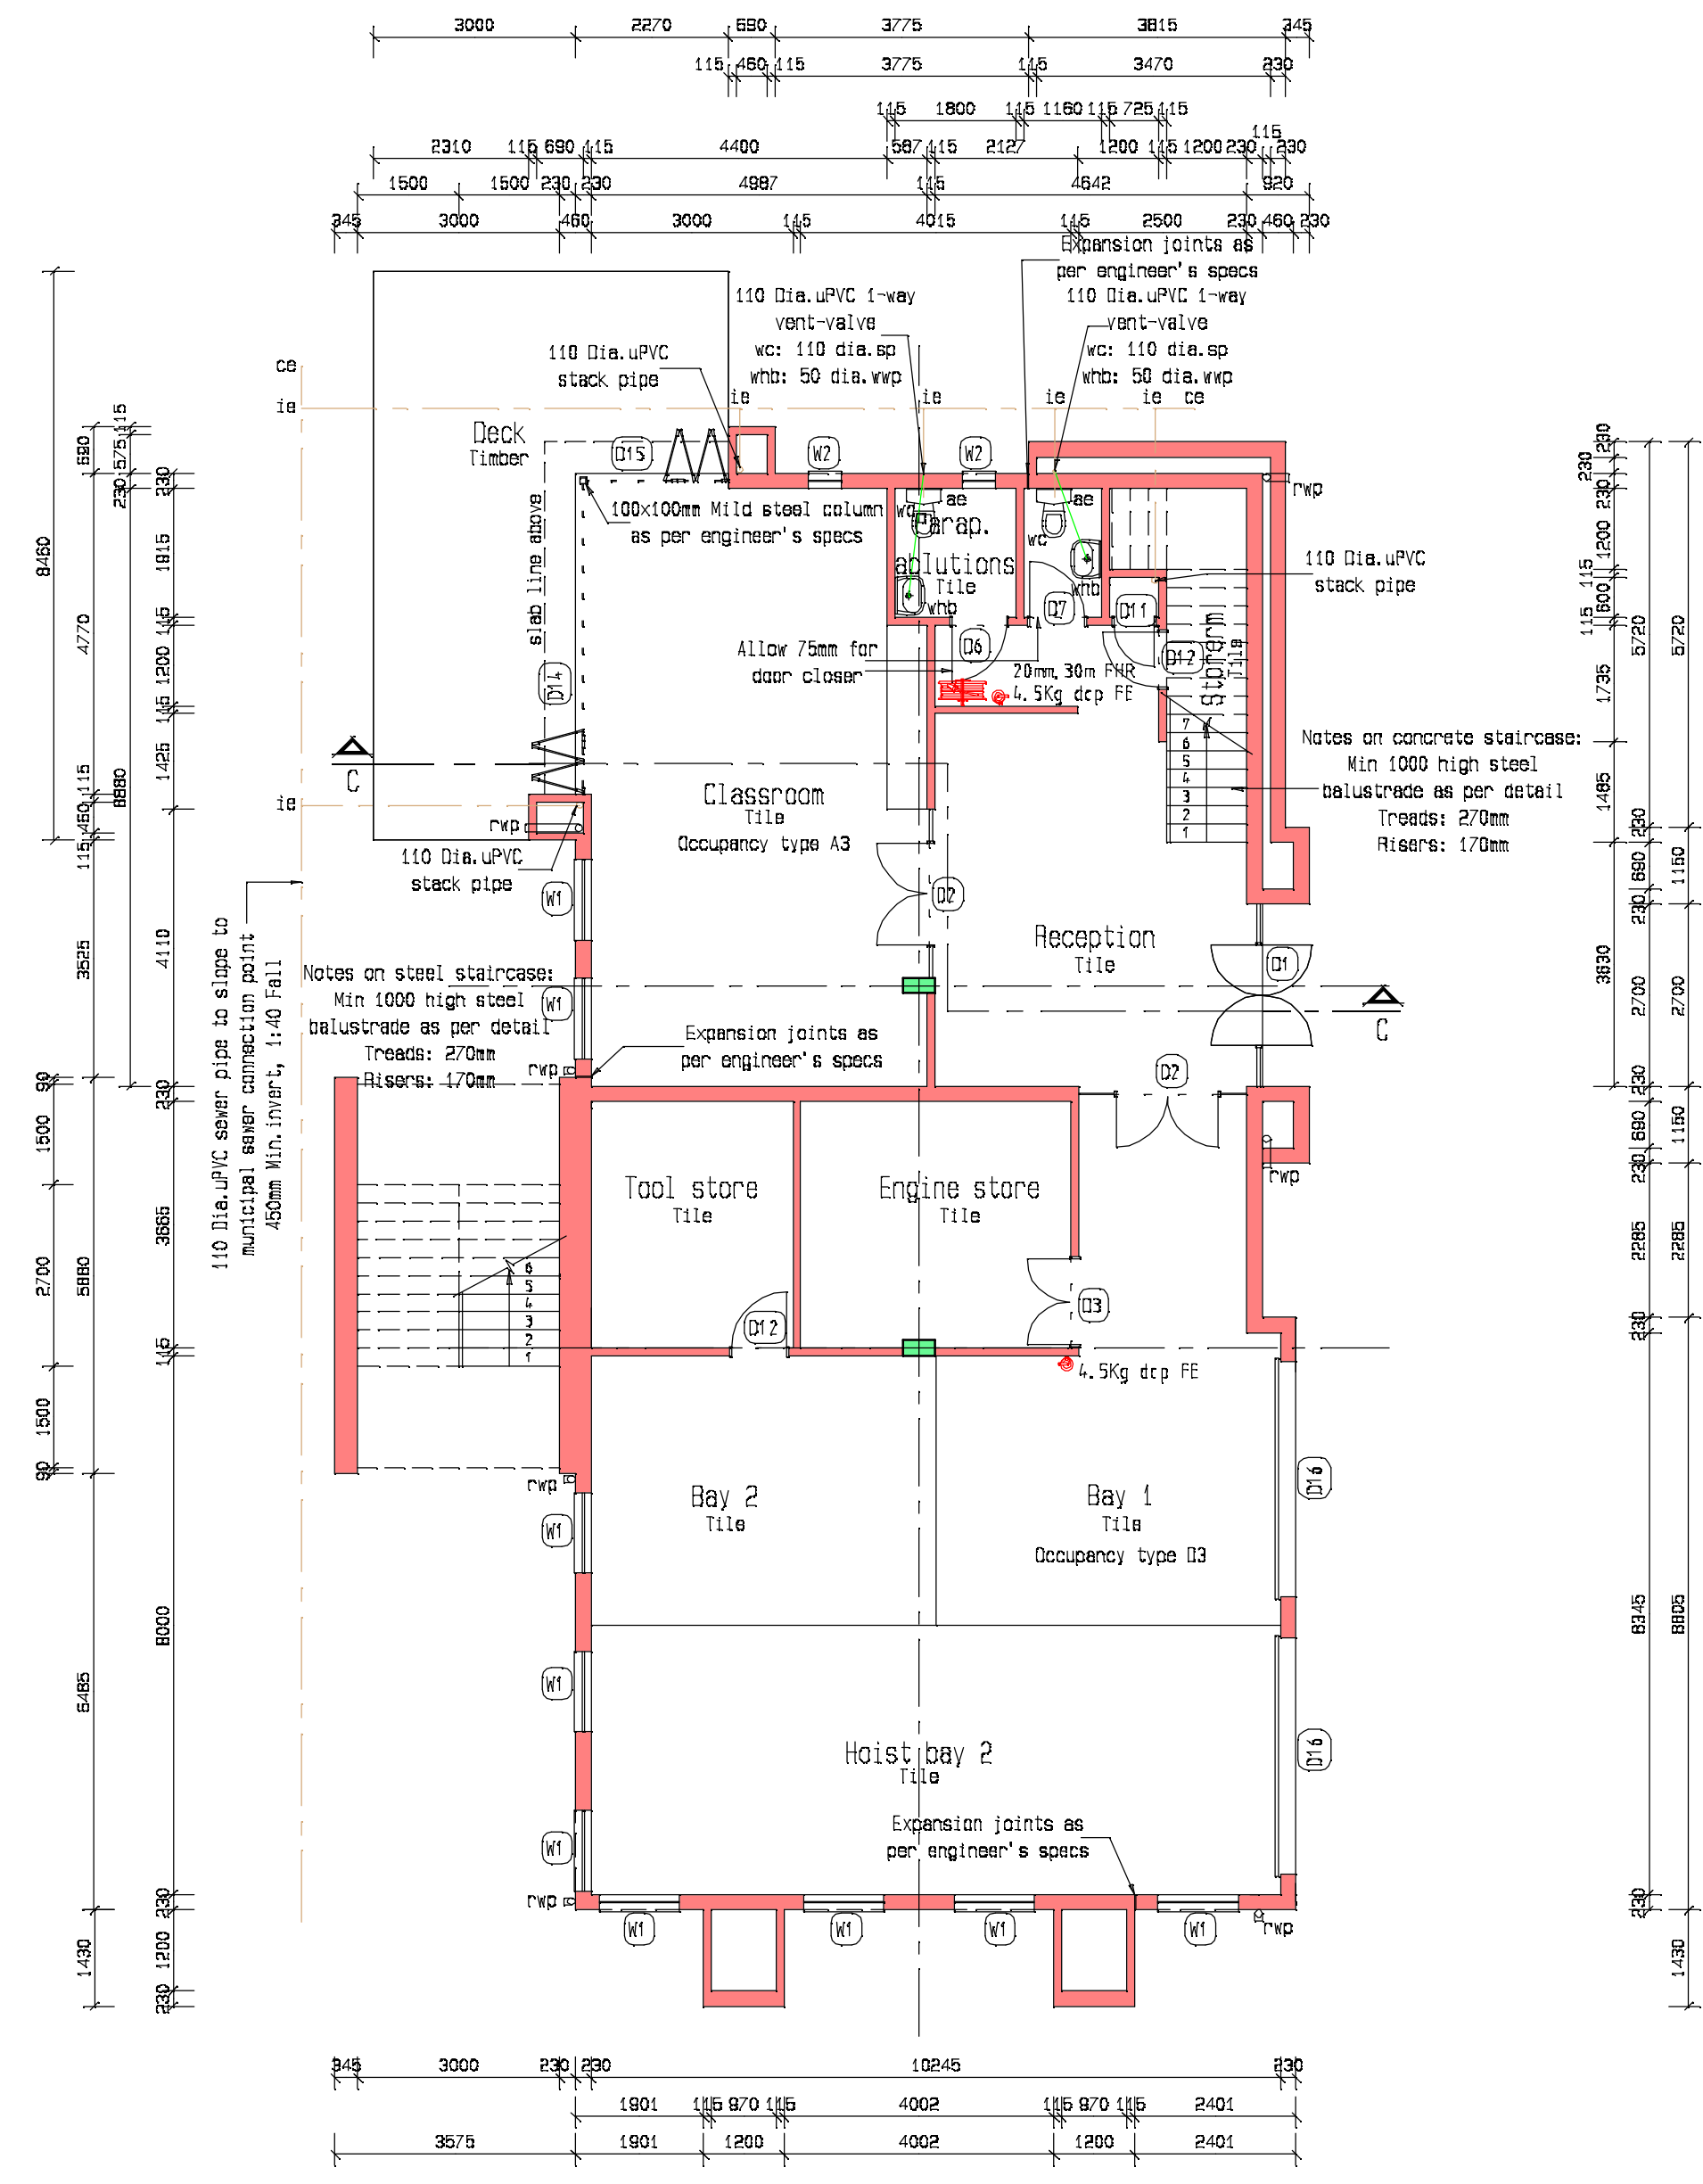 3000 2270 690 3775 3815 345
115 460 115 3775 115 3470 230
115 1800 115 1160 115 725 115
115
2310 115 690 115 4400 587 115 2127 1200 115 1200 230 230
1500 1500 230 230 4987 115 4642 920
345 3000 460 3000 115 4015 115 2500 230 460 230
Expansion joints as
per engineer's specs
110 Dia.uPVC 1-way
vent-valve
wc: 110 dia.sp
whb: 50 dia.wwp
110 Dia.uPVC 1-way
vent-valve
wc: 110 dia.sp
whb: 50 dia.wwp
110 Dia.uPVC
stack pipe
ce
ie
ie
ie
ie
ie ce
Deck
Timber
D15
W2
W2
rwp
100x100mm Mild steel column
as per engineer's specs
slab line above
wc
ae
Parap.
ablutions
Tile
whb
ae
wc
whb
110 Dia.uPVC
stack pipe
D6
D7
D11
D12
Storerm
Tile
Allow 75mm for
door closer
20mm.30m FHR
4.5Kg dcp FE
D14
C
ie
rwp
110 Dia.uPVC
stack pipe
Classroom
Tile
Occupancy type A3
7
6
5
4
3
2
1
Notes on concrete staircase:
Min 1000 high steel
balustrade as per detail
Treads: 270mm
Risers: 170mm
W1
D2
Reception
Tile
D1
C
110 Dia.uPVC sewer pipe to slope to
municipal sewer connection point
450mm Min.invert, 1:40 Fall
Notes on steel staircase:
Min 1000 high steel
balustrade as per detail
Treads: 270mm
Risers: 170mm
W1
rwp
Expansion joints as
per engineer's specs
D2
rwp
Tool store
Tile
Engine store
Tile
6
5
4
3
2
1
D12
D3
4.5Kg dcp FE
rwp
Bay 2
Tile
Bay 1
Tile
Occupancy type D3
D16
W1
W1
Hoist bay 2
Tile
D16
Expansion joints as
per engineer's specs
W1
rwp
W1
W1
W1
W1
rwp
8460
90
1500
2700
1500
90
690
4770
115
450
115
3525
5880
6485
1430
115
575
230
8880
230
1815
115
1200
115
1425
4110
230
3665
115
8000
230
1200
230
230
230
230
1200
115
600
115
1735
1485
230
690
230
3630
2700
230
690
230
2285
230
8345
230
5720
5720
1150
2700
1150
2285
8805
1430
345 3000 230 230 10245 230
1901 115 970 115 4002 115 970 115 2401
3575 1901 1200 4002 1200 2401